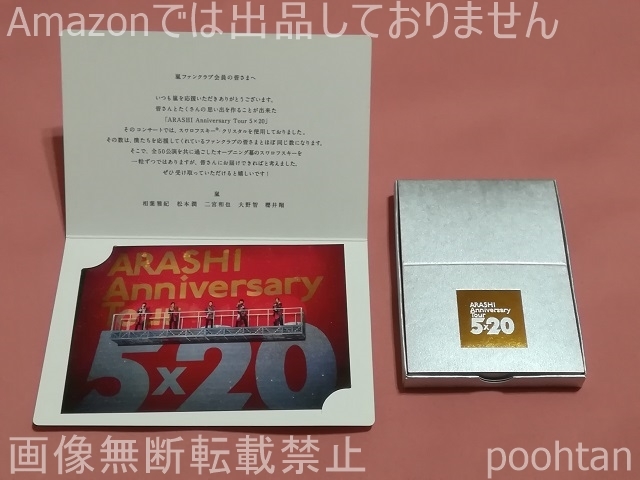 Amazonでは出品しておりません
嵐ファンクラブ会員の皆さまへ
いつも嵐を応援いただきありがとうございます。
皆さんとたくさんの思い出を作ることが出来た
『ARASHI Anniversary Tour 5×20』
そのコンサートでは、スワロフスキー®・クリスタルを使用しておりました。
その数は、僕たちを応援してくれているファンクラブの皆さまとほぼ同じ数になります。
そこで、全50公演を共に過ごしたオープニング幕のスワロフスキーを
一粒ずつではありますが、皆さんにお届けできればと考えました。
ぜひ受け取っていただけると嬉しいです！
嵐
相葉雅紀 松本潤 二宮和也 大野智 櫻井翔
ARASHI
Anniversary
Tour
5×20
ARASHI
Anniversary
Tour
5×20
画像無断転載禁止
poohtan